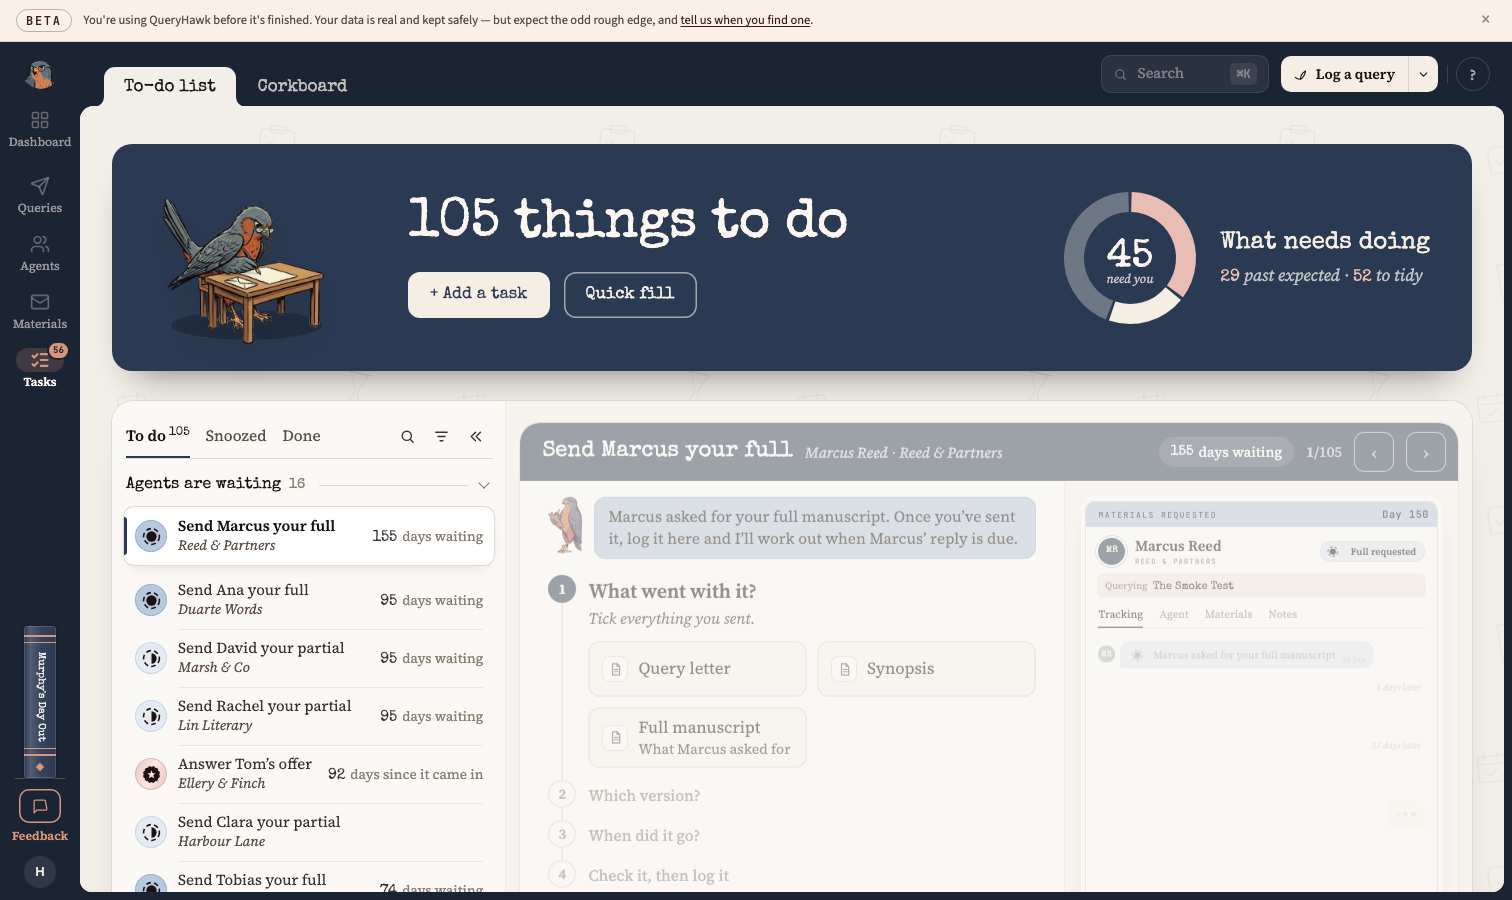 BETA
You're using QueryHawk before it's finished. Your data is real and kept safely — but expect the odd rough edge, and tell us when you find one.
×
To-do list
Corkboard
Search
⌘K
Log a query
?
Dashboard
Queries
Agents
Materials
56
Tasks
Murphy's Day Out
Feedback
H
105 things to do
+ Add a task
Quick fill
45
need you
What needs doing
29 past expected · 52 to tidy
To do 105
Snoozed
Done
Agents are waiting 16
Send Marcus your full
Reed & Partners
155 days waiting
Send Ana your full
Duarte Words
95 days waiting
Send David your partial
Marsh & Co
95 days waiting
Send Rachel your partial
Lin Literary
95 days waiting
Answer Tom’s offer
Ellery & Finch
92 days since it came in
Send Clara your partial
Harbour Lane
Send Tobias your full
74 days waiting
Send Marcus your full
Marcus Reed · Reed & Partners
155 days waiting
1/105
Marcus asked for your full manuscript. Once you’ve sent
it, log it here and I’ll work out when Marcus’ reply is due.
1
What went with it?
Tick everything you sent.
Query letter
Synopsis
Full manuscript
What Marcus asked for
2
Which version?
3
When did it go?
4
Check it, then log it
MATERIALS REQUESTED
Day 150
MR
Marcus Reed
REED & PARTNERS
Full requested
Querying The Smoke Test
Tracking
Agent
Materials
Notes
MR
Marcus asked for your full manuscript